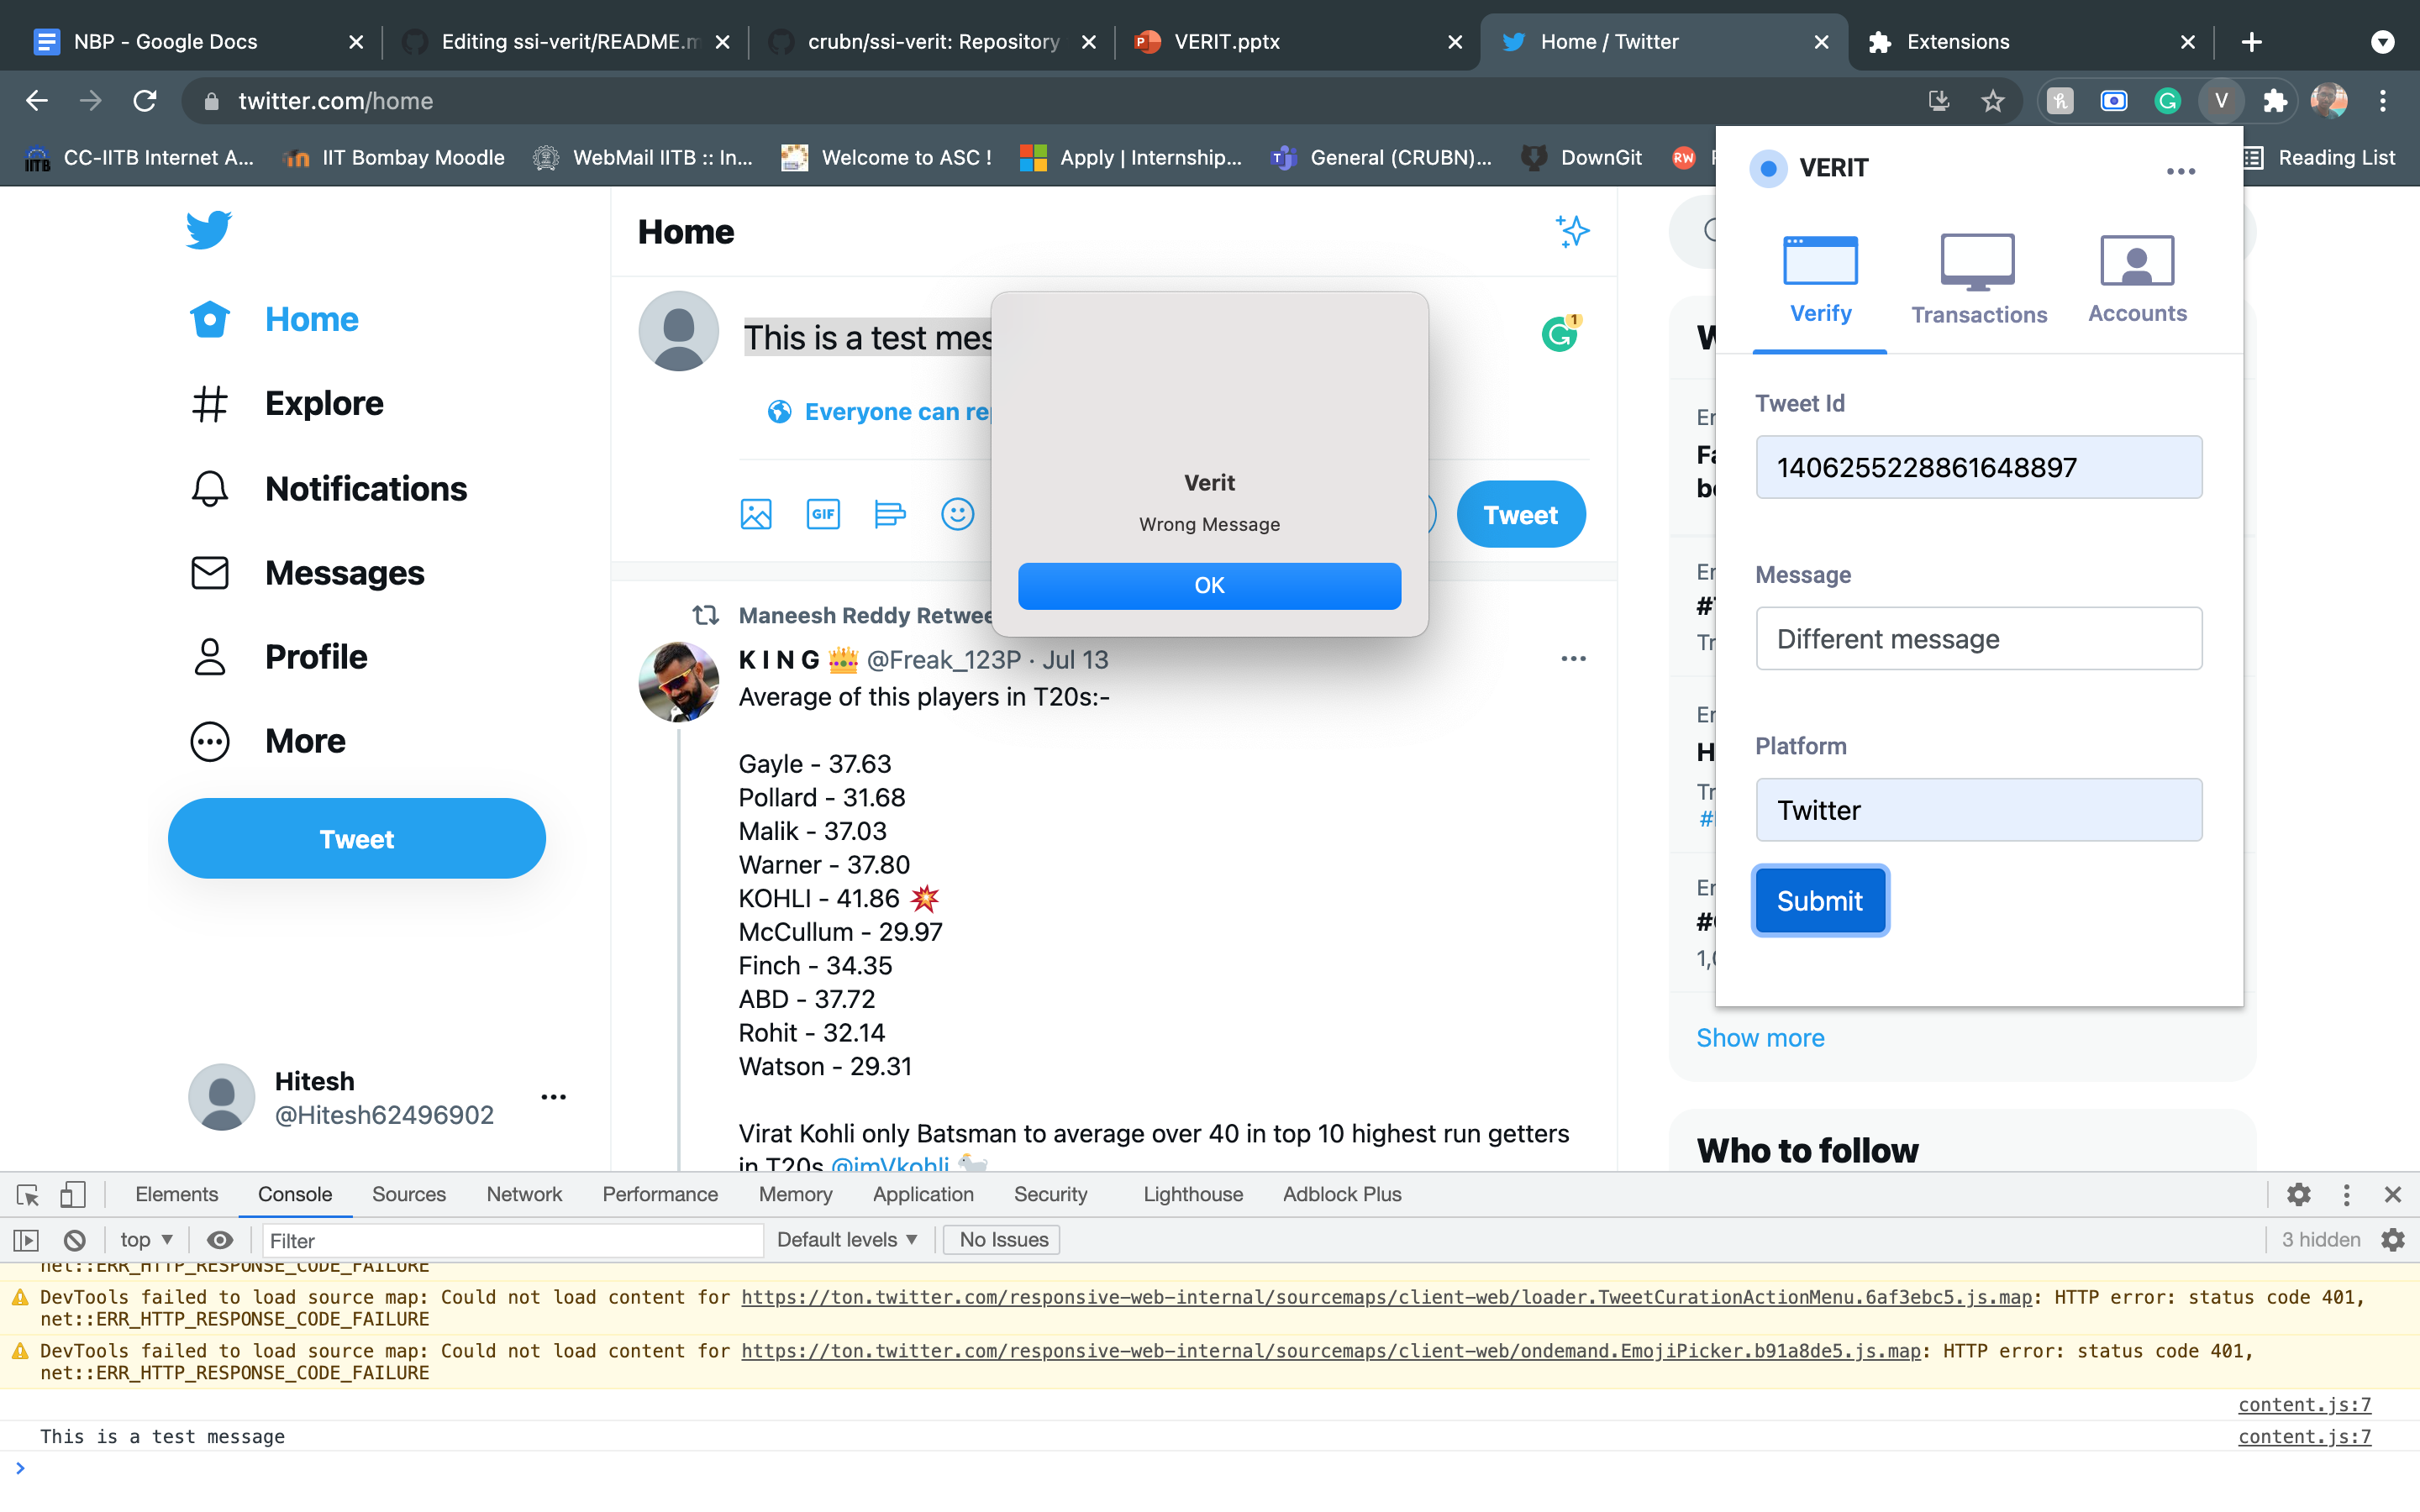 NBP - Google Docs
Editing ssi-verit/README.m
crubn/ssi-verit: Repository
VERIT.pptx
Home / Twitter
Extensions
twitter.com/home
CC-IITB Internet A...
IIT Bombay Moodle
WebMail IITB :: In...
Welcome to ASC !
Apply | Internship...
General (CRUBN)...
DownGit
RW
Reading List
Home
Explore
Notifications
Messages
Profile
More
Tweet
Hitesh
@Hitesh62496902
Home
This is a test mes
1
Everyone can re
GIF
Tweet
Maneesh Reddy Retwee
K I N G 👑 @Freak_123P · Jul 13
Average of this players in T20s:-
Gayle - 37.63
Pollard - 31.68
Malik - 37.03
Warner - 37.80
KOHLI - 41.86 💥
McCullum - 29.97
Finch - 34.35
ABD - 37.72
Rohit - 32.14
Watson - 29.31
Virat Kohli only Batsman to average over 40 in top 10 highest run getters
in T20s @imVkohli 🐐
Verit
Wrong Message
OK
VERIT
Verify
Transactions
Accounts
Tweet Id
1406255228861648897
Message
Different message
Platform
Twitter
Submit
Show more
Who to follow
Elements
Console
Sources
Network
Performance
Memory
Application
Security
Lighthouse
Adblock Plus
top
Filter
Default levels
No Issues
3 hidden
net::ERR_HTTP_RESPONSE_CODE_FAILURE
DevTools failed to load source map: Could not load content for https://ton.twitter.com/responsive-web-internal/sourcemaps/client-web/loader.TweetCurationActionMenu.6af3ebc5.js.map: HTTP error: status code 401,
net::ERR_HTTP_RESPONSE_CODE_FAILURE
DevTools failed to load source map: Could not load content for https://ton.twitter.com/responsive-web-internal/sourcemaps/client-web/ondemand.EmojiPicker.b91a8de5.js.map: HTTP error: status code 401,
net::ERR_HTTP_RESPONSE_CODE_FAILURE
content.js:7
This is a test message
content.js:7